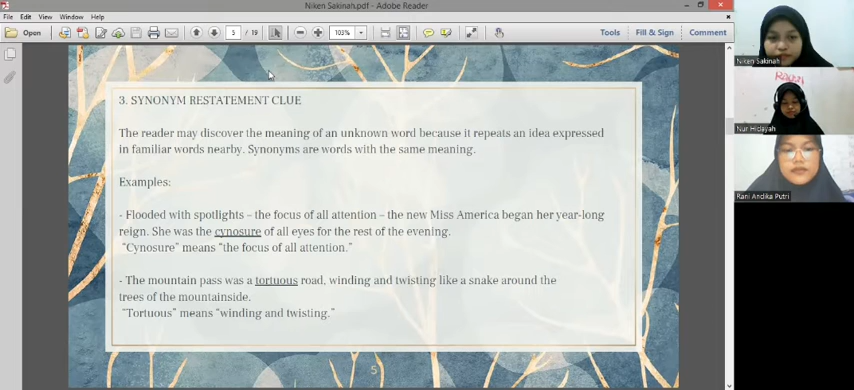 Niken Sakinah.pdf - Adobe Reader
File Edit View Window Help
Open 5 / 19 103% Tools Fill & Sign Comment
3. SYNONYM RESTATEMENT CLUE
The reader may discover the meaning of an unknown word because it repeats an idea expressed
in familiar words nearby. Synonyms are words with the same meaning.
Examples:
- Flooded with spotlights – the focus of all attention – the new Miss America began her year-long
reign. She was the cynosure of all eyes for the rest of the evening.
"Cynosure" means "the focus of all attention."
- The mountain pass was a tortuous road, winding and twisting like a snake around the
trees of the mountainside.
"Tortuous" means "winding and twisting."
5
Niken Sakinah
Nur Hidayah
Rani Andika Putri